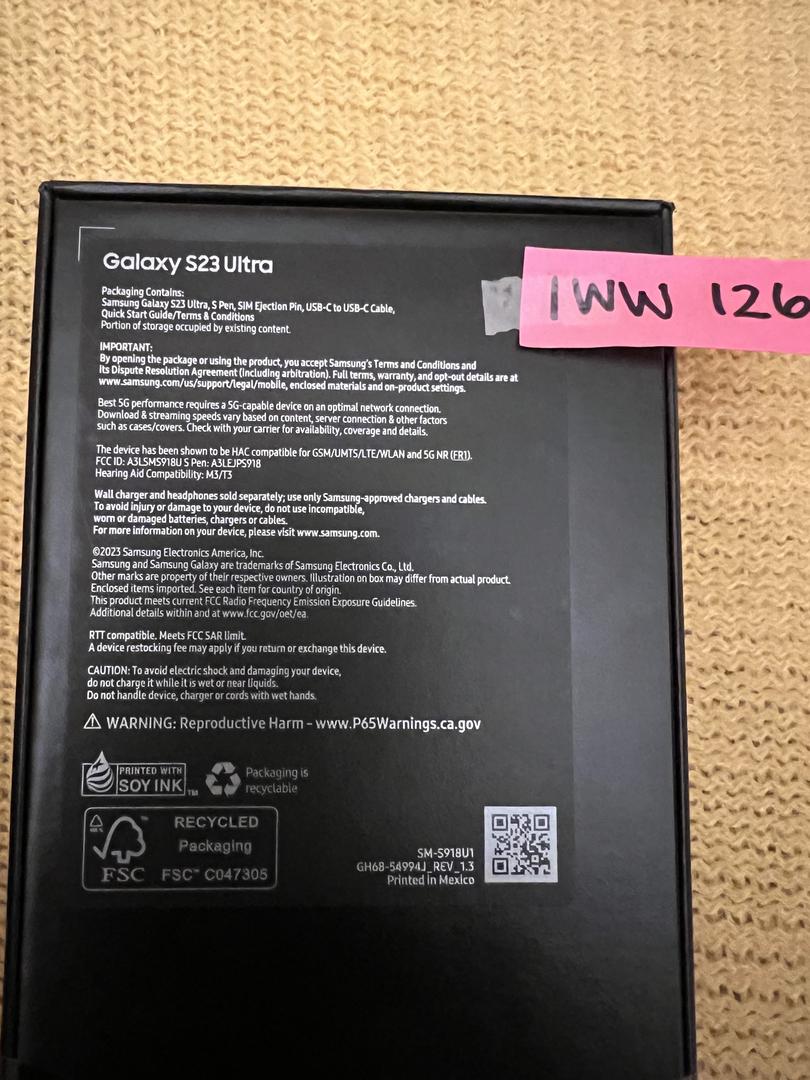 Galaxy S23 Ultra
1WW 126
Packaging Contains:
Samsung Galaxy S23 Ultra, S Pen, SIM Ejection Pin, USB-C to USB-C Cable,
Quick Start Guide/Terms & Conditions
Portion of storage occupied by existing content.
IMPORTANT:
By opening the package or using the product, you accept Samsung's Terms and Conditions and
its Dispute Resolution Agreement (including arbitration). Full terms, warranty, and opt-out details are at
www.samsung.com/us/support/legal/mobile, enclosed materials and on-product settings.
Best 5G performance requires a 5G-capable device on an optimal network connection.
Download & streaming speeds vary based on content, server connection & other factors
such as cases/covers. Check with your carrier for availability, coverage and details.
The device has been shown to be HAC compatible for GSM/UMTS/LTE/WLAN and 5G NR (FR1).
FCC ID: A3LSMS918U S Pen: A3LEJPS918
Hearing Aid Compatibility: M3/T3
Wall charger and headphones sold separately; use only Samsung-approved chargers and cables.
To avoid injury or damage to your device, do not use incompatible,
worn or damaged batteries, chargers or cables.
For more information on your device, please visit www.samsung.com.
©2023 Samsung Electronics America, Inc.
Samsung and Samsung Galaxy are trademarks of Samsung Electronics Co., Ltd.
Other marks are property of their respective owners. Illustration on box may differ from actual product.
Enclosed items imported. See each item for country of origin.
This product meets current FCC Radio Frequency Emission Exposure Guidelines.
Additional details within and at www.fcc.gov/oet/ea.
RTT compatible. Meets FCC SAR limit.
A device restocking fee may apply if you return or exchange this device.
CAUTION: To avoid electric shock and damaging your device,
do not charge it while it is wet or near liquids.
Do not handle device, charger or cords with wet hands.
WARNING: Reproductive Harm - www.P65Warnings.ca.gov
PRINTED WITH
SOY INK™
Packaging is
recyclable
FSC™
RECYCLED
Packaging
FSC™ C047305
SM-S918U1
GH68-54994J_REV_1.3
Printed in Mexico